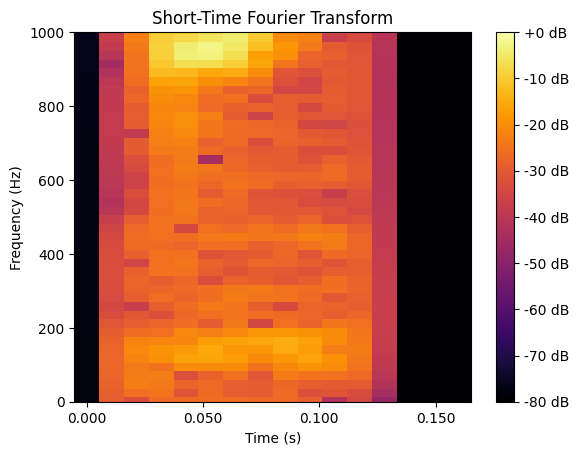 Short-Time Fourier Transform
1000
800
600
400
200
0
Frequency (Hz)
0.000
0.050
0.100
0.150
Time (s)
+0 dB
-10 dB
-20 dB
-30 dB
-40 dB
-50 dB
-60 dB
-70 dB
-80 dB